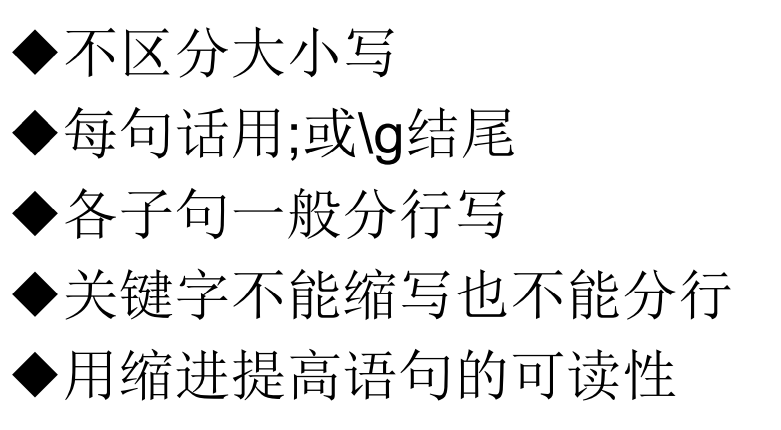 ◆不区分大小写
◆每句话用;或\g结尾
◆各子句一般分行写
◆关键字不能缩写也不能分行
◆用缩进提高语句的可读性